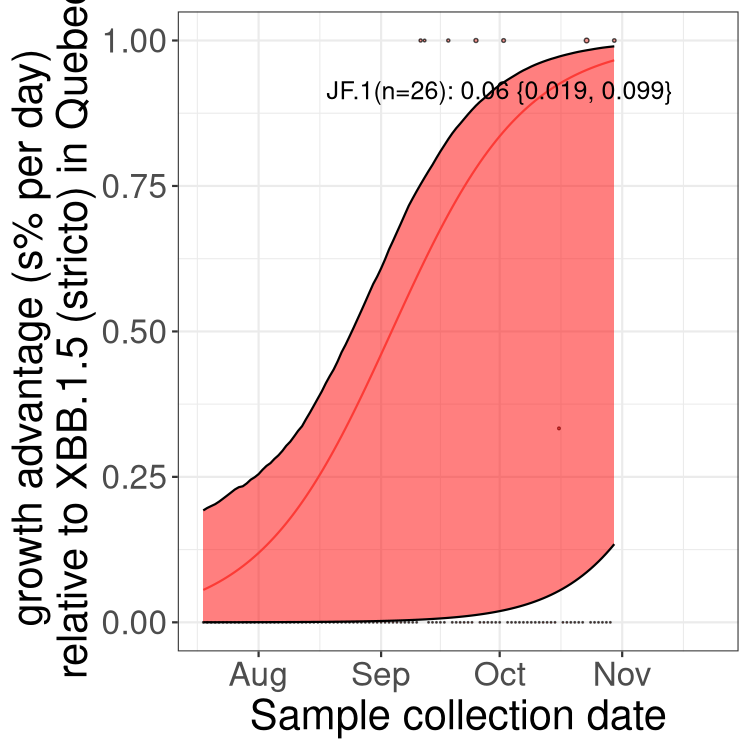 growth advantage (s% per day)
relative to XBB.1.5 (stricto) in Quebec
1.00
0.75
0.50
0.25
0.00
JF.1(n=26): 0.06 {0.019, 0.099}
Aug Sep Oct Nov
Sample collection date